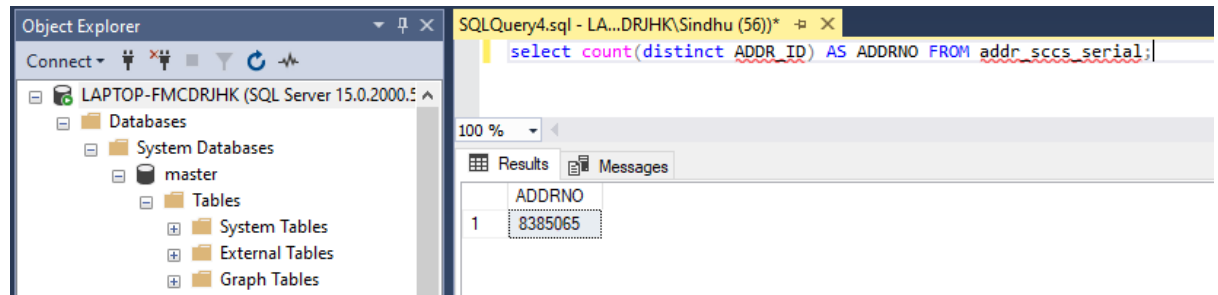 Object Explorer
Connect
LAPTOP-FMCDRJHK (SQL Server 15.0.2000.5
Databases
System Databases
master
Tables
System Tables
External Tables
Graph Tables
SQLQuery4.sql - LA...DRJHK\Sindhu (56))*
select count(distinct ADDR_ID) AS ADDRNO FROM addr_sccs_serial;
100 %
Results Messages
ADDRNO
1 8385065